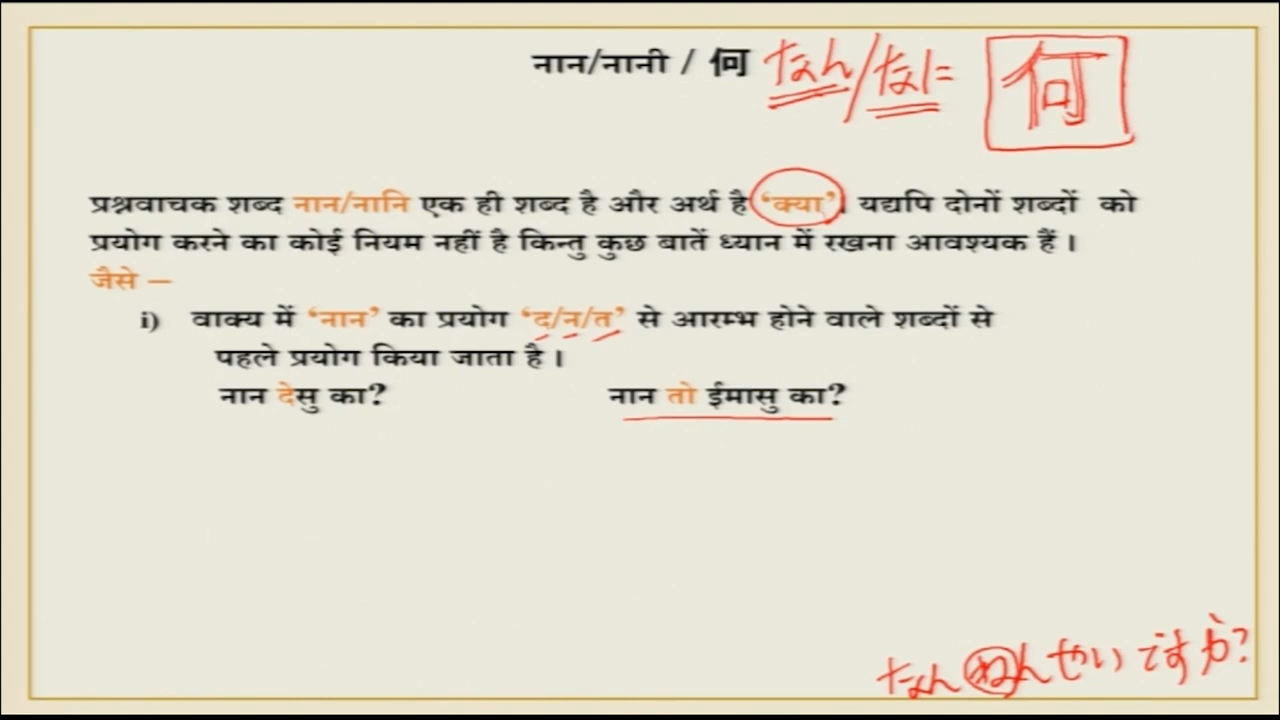 नान/नानी / 何 なん/なに 何
प्रश्नवाचक शब्द नान/नानि एक ही शब्द है और अर्थ है ‘क्या’। यद्यपि दोनों शब्दों को
प्रयोग करने का कोई नियम नहीं है किन्तु कुछ बातें ध्यान में रखना आवश्यक हैं।
जैसे –
i) वाक्य में ‘नान’ का प्रयोग ‘द/न/त’ से आरम्भ होने वाले शब्दों से
पहले प्रयोग किया जाता है।
नान देसु का? नान तो ईमासु का?
なんねんせいですか?